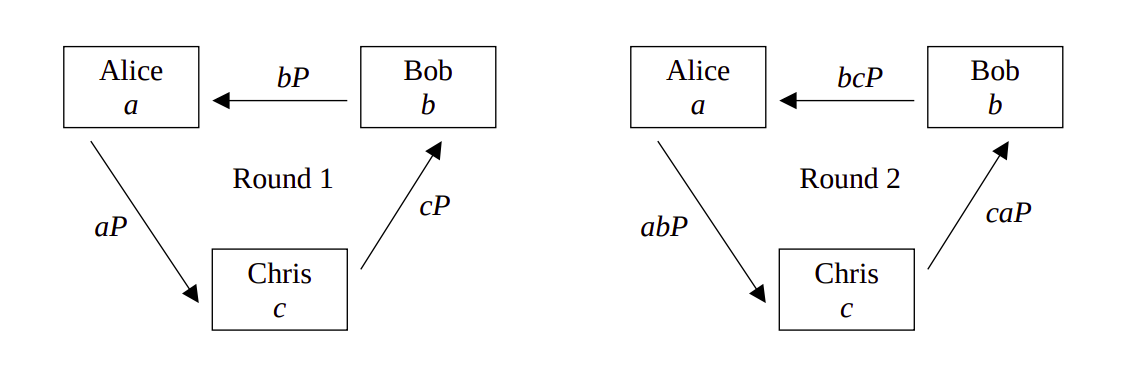 Alice
a
bP
Bob
b
Round 1
aP
cP
Chris
c
Alice
a
bcP
Bob
b
Round 2
abP
caP
Chris
c